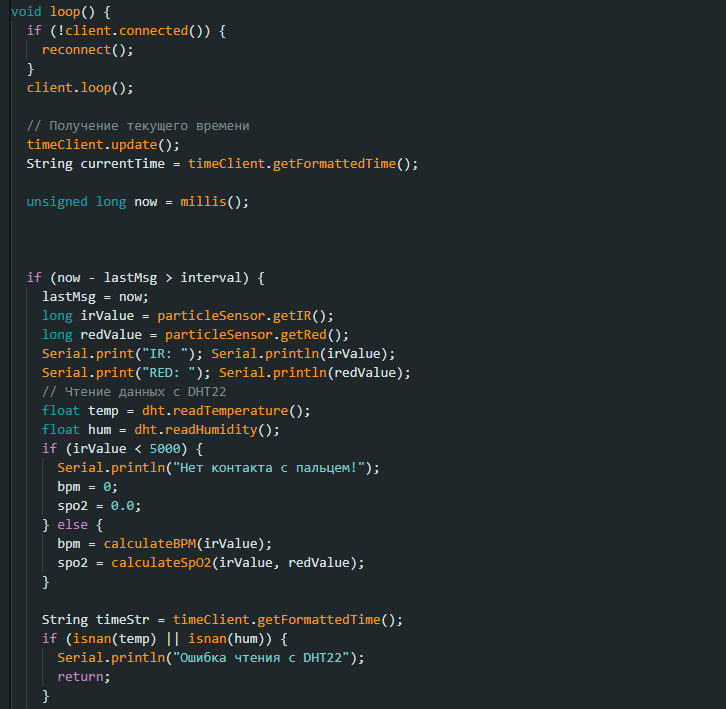 void loop() {
if (!client.connected()) {
reconnect();
}
client.loop();
// Получение текущего времени
timeClient.update();
String currentTime = timeClient.getFormattedTime();
unsigned long now = millis();
if (now - lastMsg > interval) {
lastMsg = now;
long irValue = particleSensor.getIR();
long redValue = particleSensor.getRed();
Serial.print("IR: "); Serial.println(irValue);
Serial.print("RED: "); Serial.println(redValue);
// Чтение данных с DHT22
float temp = dht.readTemperature();
float hum = dht.readHumidity();
if (irValue < 5000) {
Serial.println("Нет контакта с пальцем!");
bpm = 0;
spo2 = 0.0;
} else {
bpm = calculateBPM(irValue);
spo2 = calculateSpO2(irValue, redValue);
}
String timeStr = timeClient.getFormattedTime();
if (isnan(temp) || isnan(hum)) {
Serial.println("Ошибка чтения с DHT22");
return;
}